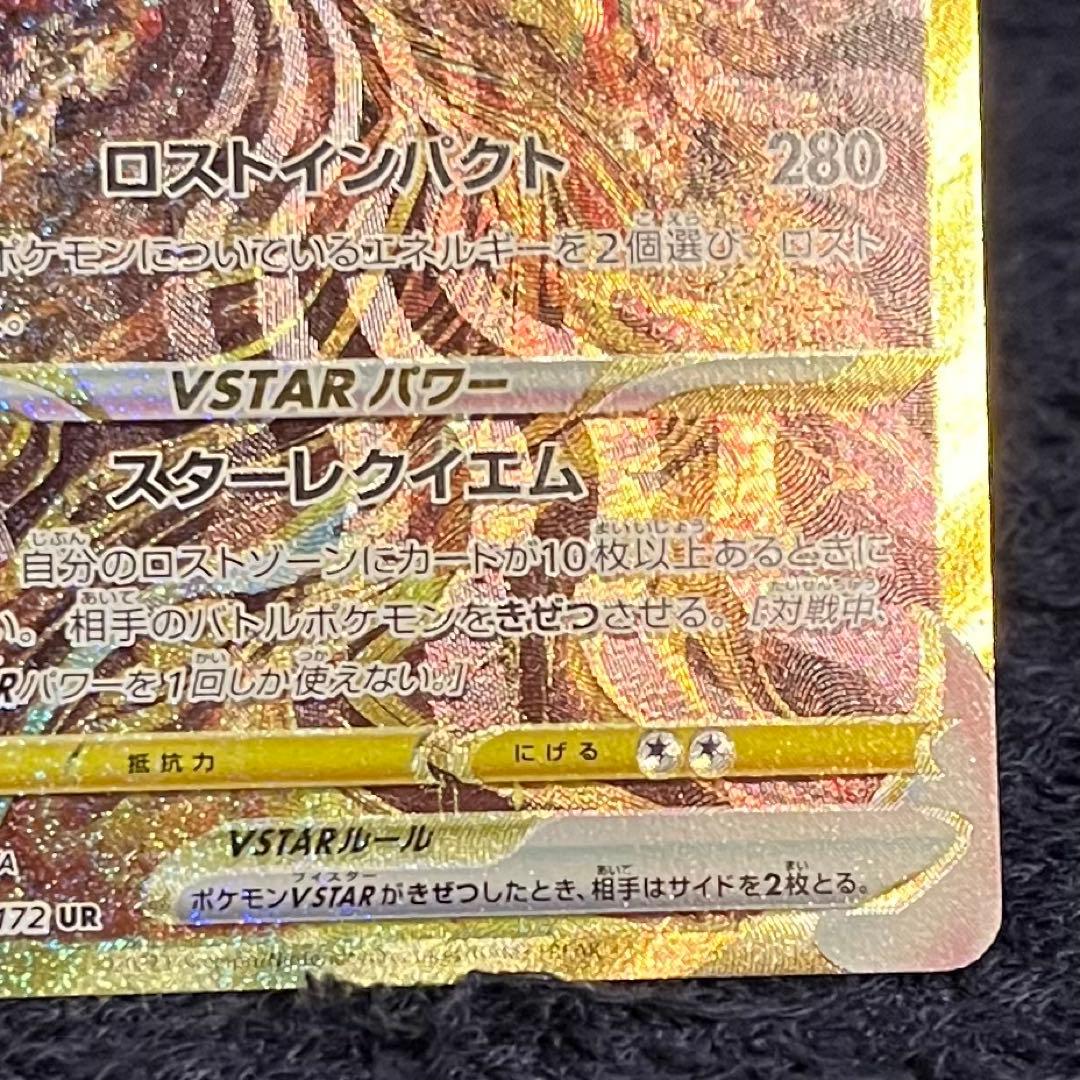 ロストインパクト 280
ポケモンについているエネルギーを2個選び、ロスト
。
VSTARパワー
スターレクイエム
自分のロストゾーンにカードが10枚以上あるときに
い。 相手のバトルポケモンをきぜつさせる。[対戦中、
Rパワーを1回しか使えない。]
抵抗力 にげる
VSTARルール
ポケモンVSTARがきぜつしたとき、相手はサイドを2枚とる。
172 UR